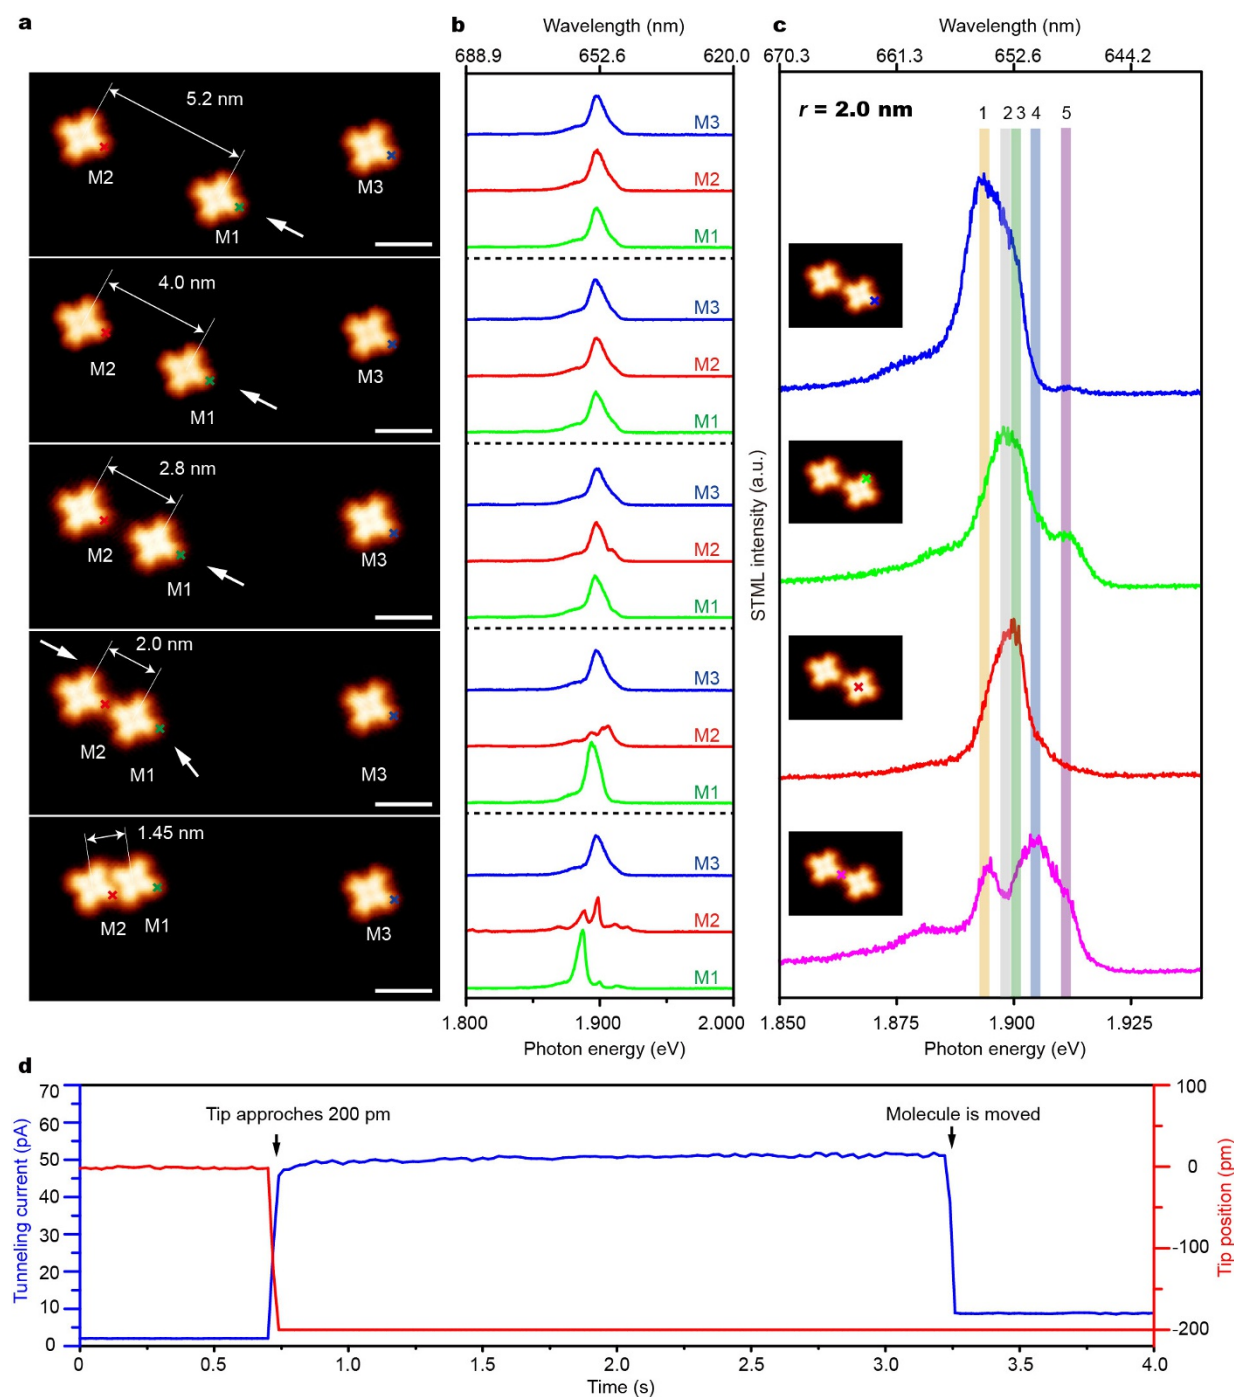 a
5.2 nm
M2
M1
M3
4.0 nm
M2
M1
M3
2.8 nm
M2
M1
M3
2.0 nm
M2
M1
M3
1.45 nm
M2
M1
M3
b
Wavelength (nm)
688.9 652.6 620.0
M3
M2
M1
M3
M2
M1
M3
M2
M1
M3
M2
M1
M3
M2
M1
1.800 1.900 2.000
Photon energy (eV)
c
Wavelength (nm)
670.3 661.3 652.6 644.2
r = 2.0 nm
1 2 3 4 5
STML intensity (a.u.)
1.850 1.875 1.900 1.925
Photon energy (eV)
d
Tunneling current (pA)
70
60
50
40
30
20
10
0
Tip approches 200 pm
Molecule is moved
100
0
-100
-200
Tip position (pm)
0 0.5 1.0 1.5 2.0 2.5 3.0 3.5 4.0
Time (s)